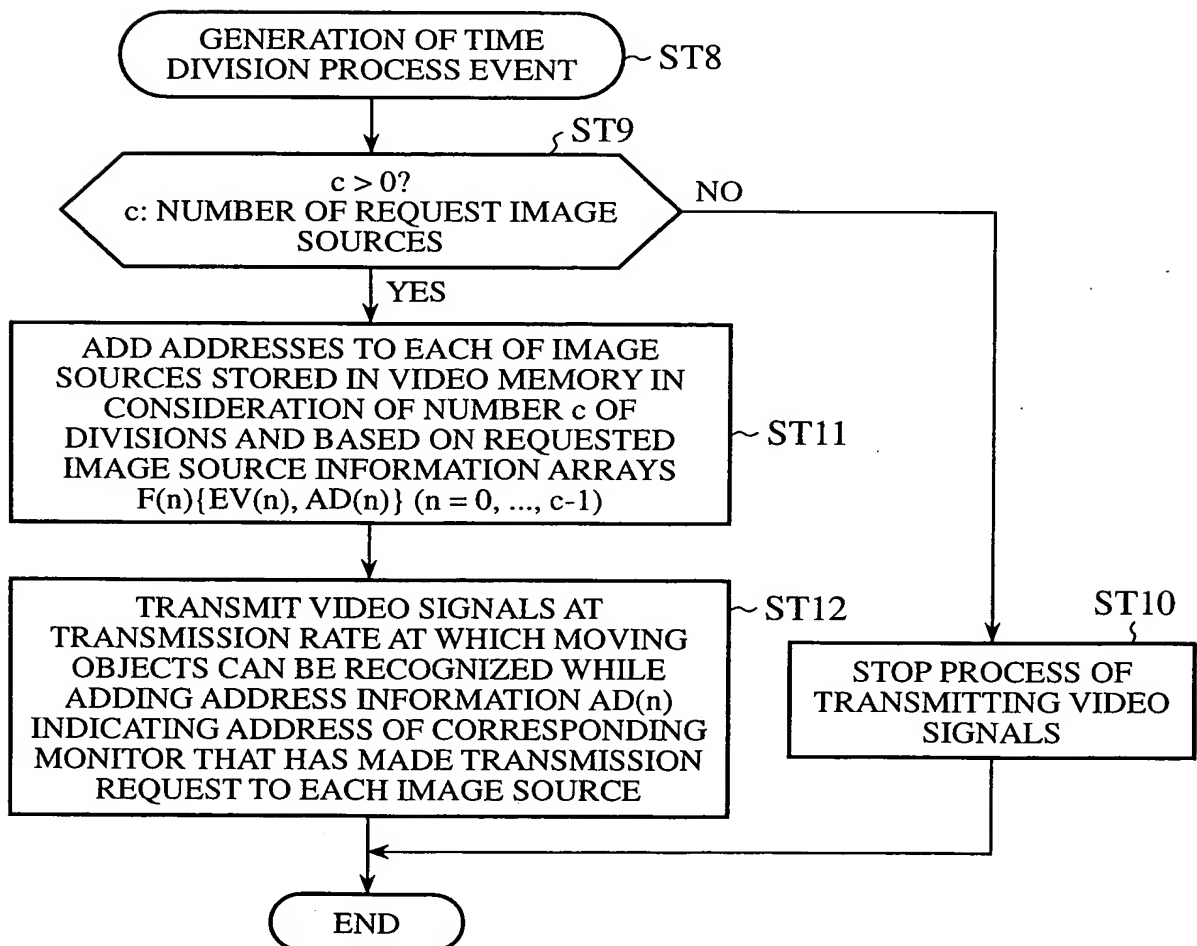 GENERATION OF TIME
DIVISION PROCESS EVENT
ST8
ST9
c > 0?
c: NUMBER OF REQUEST IMAGE
SOURCES
NO
YES
ADD ADDRESSES TO EACH OF IMAGE
SOURCES STORED IN VIDEO MEMORY IN
CONSIDERATION OF NUMBER c OF
DIVISIONS AND BASED ON REQUESTED
IMAGE SOURCE INFORMATION ARRAYS
F(n){EV(n), AD(n)} (n = 0, ..., c-1)
ST11
TRANSMIT VIDEO SIGNALS AT
TRANSMISSION RATE AT WHICH MOVING
OBJECTS CAN BE RECOGNIZED WHILE
ADDING ADDRESS INFORMATION AD(n)
INDICATING ADDRESS OF CORRESPONDING
MONITOR THAT HAS MADE TRANSMISSION
REQUEST TO EACH IMAGE SOURCE
ST12
ST10
STOP PROCESS OF
TRANSMITTING VIDEO
SIGNALS
END